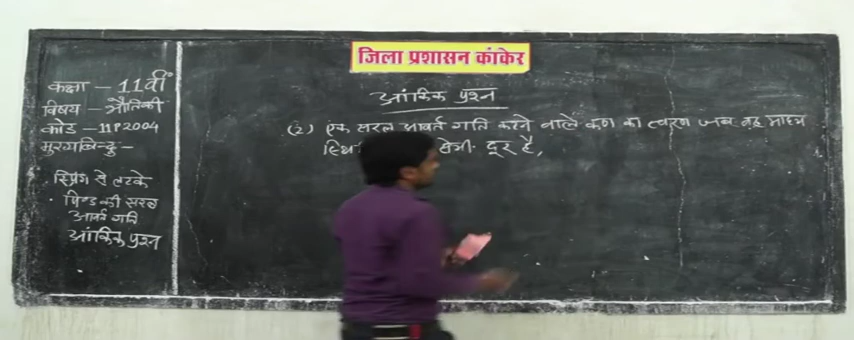 जिला प्रशासन कांकेर
कक्षा - 11वीं
विषय - भौतिकी
कोड - 11P2004
मुख्यबिन्दु -
स्प्रिंग से लटके
पिण्ड की सरल
आवर्त गति
आंकिक प्रश्न
आंकिक प्रश्न
(2) एक सरल आवर्त गति करने वाले कण का त्वरण जब वह माध्य
सेमी. दूर है,